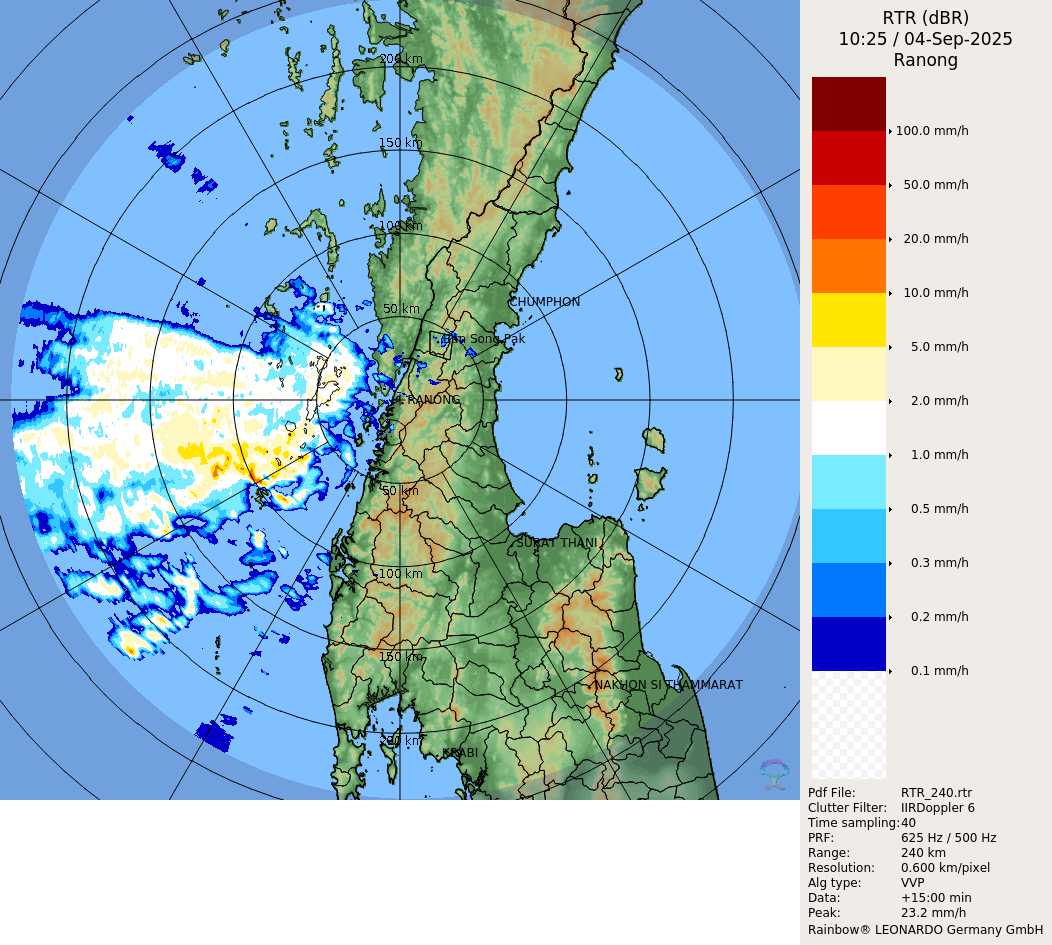 RTR (dBR)
10:25 / 04-Sep-2025
Ranong
100.0 mm/h
50.0 mm/h
20.0 mm/h
10.0 mm/h
5.0 mm/h
2.0 mm/h
1.0 mm/h
0.5 mm/h
0.3 mm/h
0.2 mm/h
0.1 mm/h
200 km
150 km
100 km
50 km
CHUMPHON
Ban Song Pak
RANONG
50 km
SURAT THANI
100 km
150 km
NAKHON SI THAMMARAT
200 km
KRABI
Pdf File: RTR_240.rtr
Clutter Filter: IIRDoppler 6
Time sampling:40
PRF: 625 Hz / 500 Hz
Range: 240 km
Resolution: 0.600 km/pixel
Alg type: VVP
Data: +15:00 min
Peak: 23.2 mm/h
Rainbow® LEONARDO Germany GmbH